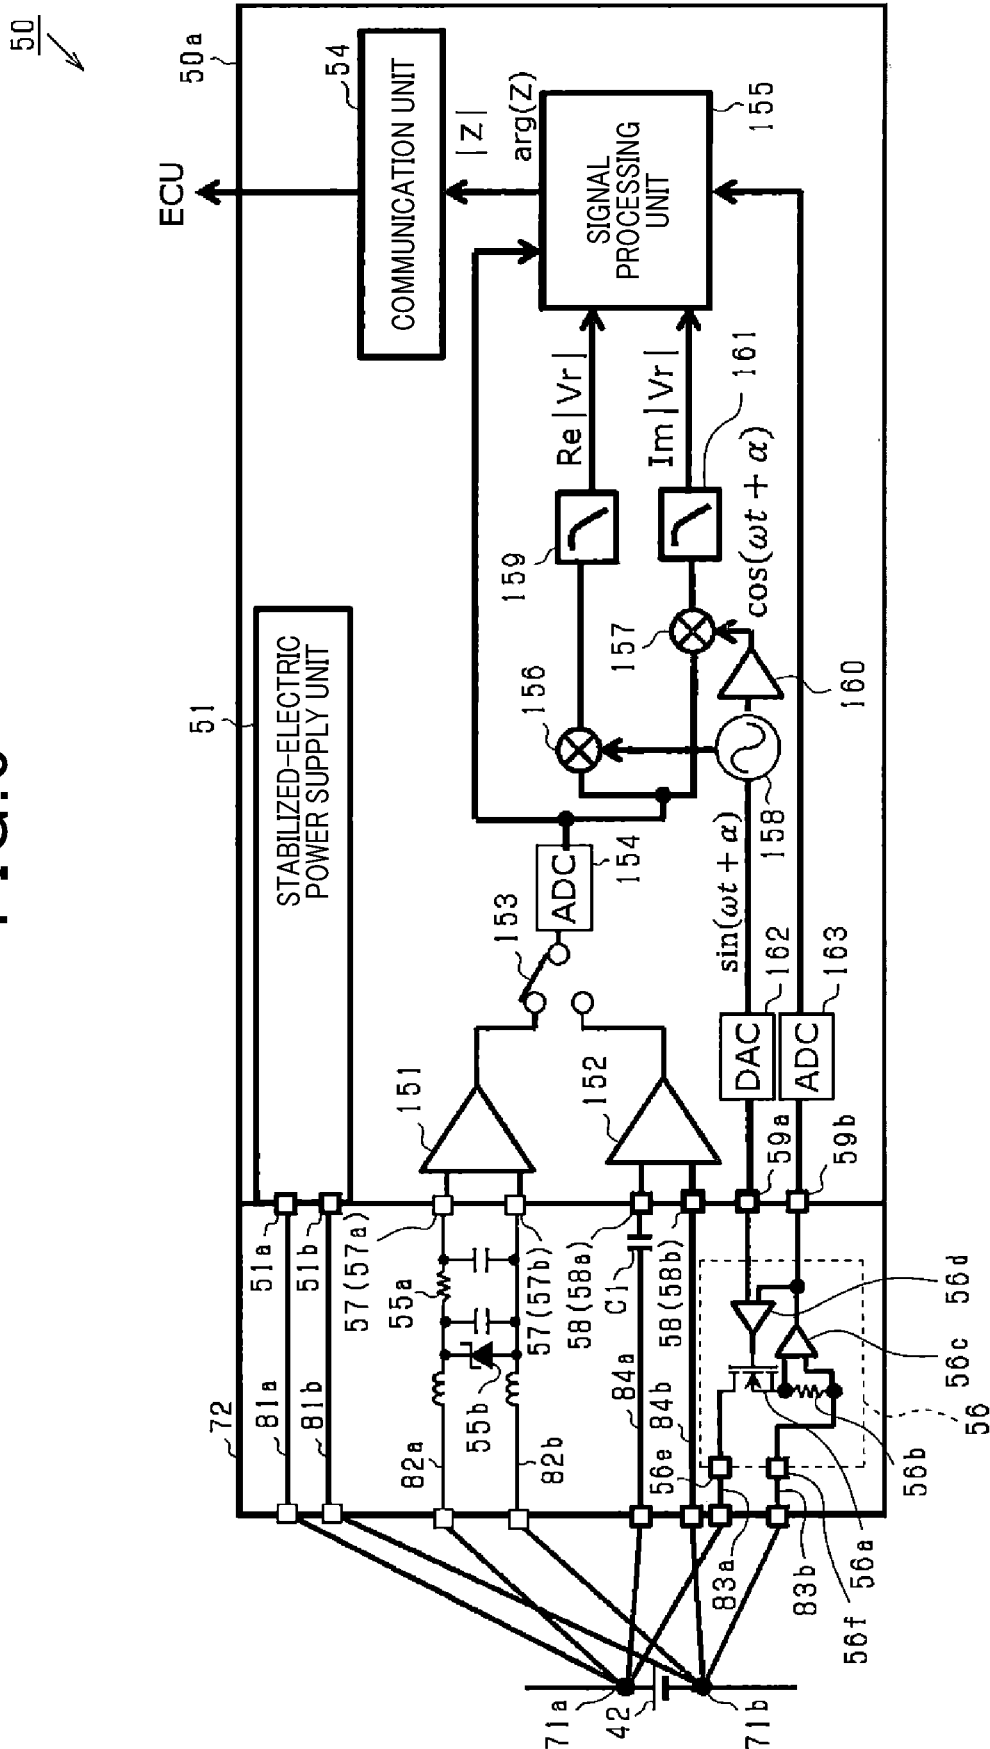 50
50a
ECU
54
COMMUNICATION UNIT
|Z|
arg(Z)
SIGNAL
PROCESSING
UNIT
155
Re|Vr|
Im|Vr|
161
159
157
156
cos(ωt + α)
160
158
sin(ωt + α)
51
STABILIZED-ELECTRIC
POWER SUPPLY UNIT
ADC
154
153
DAC
162
ADC
163
151
152
59a
59b
51a
51b
57(57a)
57(57b)
58(58a)
58(58b)
55a
55b
C1
56d
56c
56
56b
56a
56e
56f
72
81a
81b
82a
82b
84a
84b
83a
83b
71a
42
71b